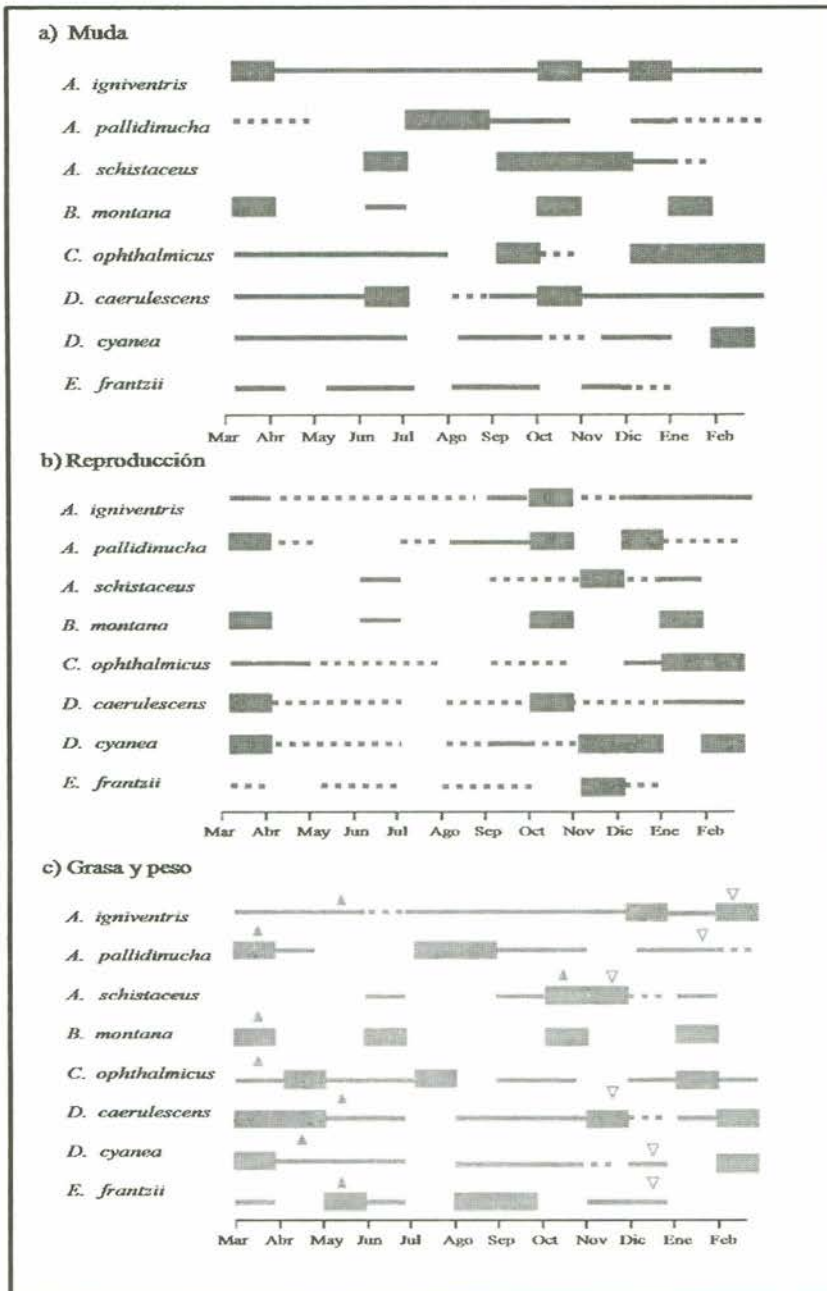 a) Muda
A. igniventris
A. pallidinucha
A. schistaceus
B. montana
C. ophthalmicus
D. caerulescens
D. cyanea
E. frantzii
Mar Abr May Jun Jul Ago Sep Oct Nov Dic Ene Feb
b) Reproducción
A. igniventris
A. pallidinucha
A. schistaceus
B. montana
C. ophthalmicus
D. caerulescens
D. cyanea
E. frantzii
Mar Abr May Jun Jul Ago Sep Oct Nov Dic Ene Feb
c) Grasa y peso
A. igniventris
A. pallidinucha
A. schistaceus
B. montana
C. ophthalmicus
D. caerulescens
D. cyanea
E. frantzii
Mar Abr May Jun Jul Ago Sep Oct Nov Dic Ene Feb